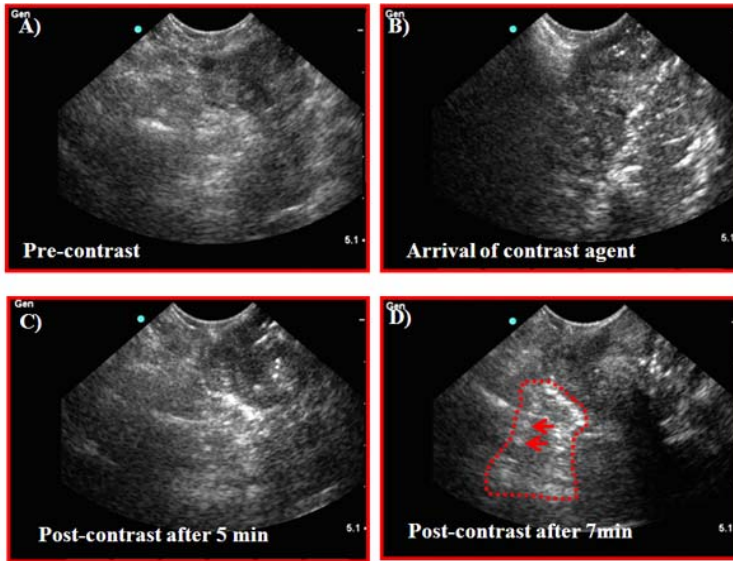 Gen
A)
5.1
Pre-contrast
Gen
B)
5.1
Arrival of contrast agent
Gen
C)
5.1
Post-contrast after 5 min
Gen
D)
5.1
Post-contrast after 7min